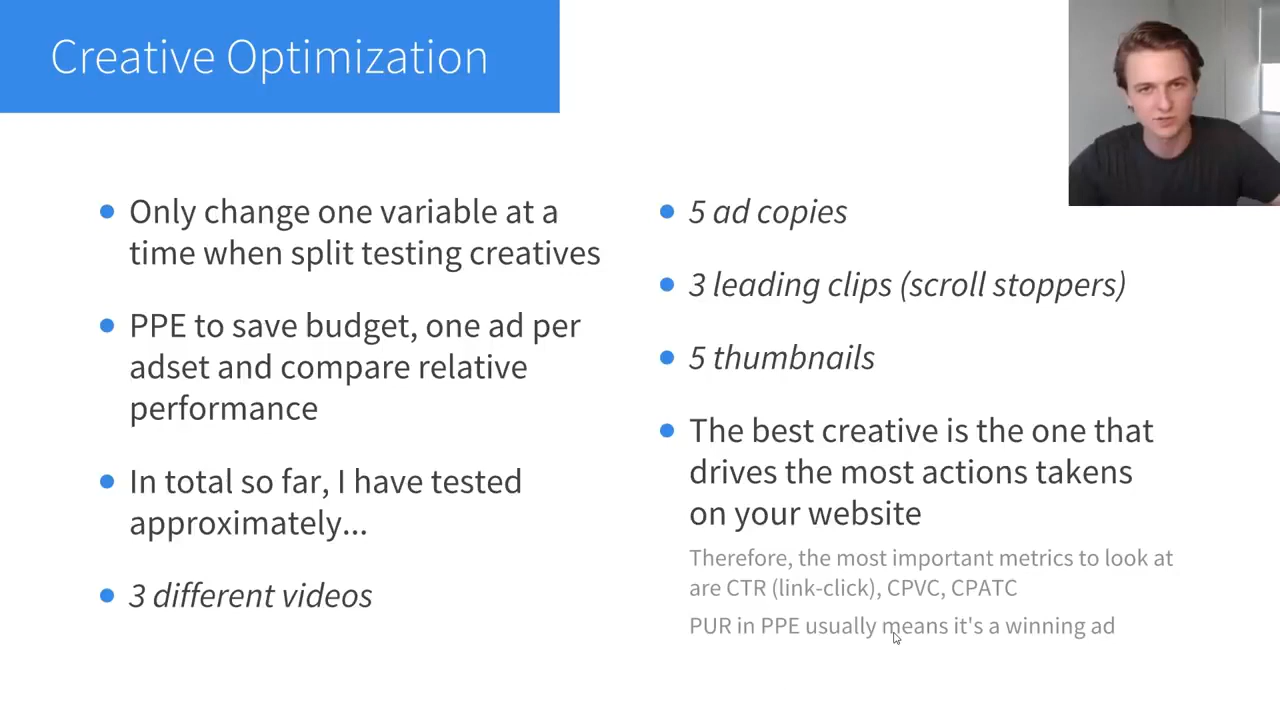 Creative Optimization
Only change one variable at a
time when split testing creatives
PPE to save budget, one ad per
adset and compare relative
performance
In total so far, I have tested
approximately...
3 different videos
5 ad copies
3 leading clips (scroll stoppers)
5 thumbnails
The best creative is the one that
drives the most actions takens
on your website
Therefore, the most important metrics to look at
are CTR (link-click), CPVC, CPATC
PUR in PPE usually means it's a winning ad